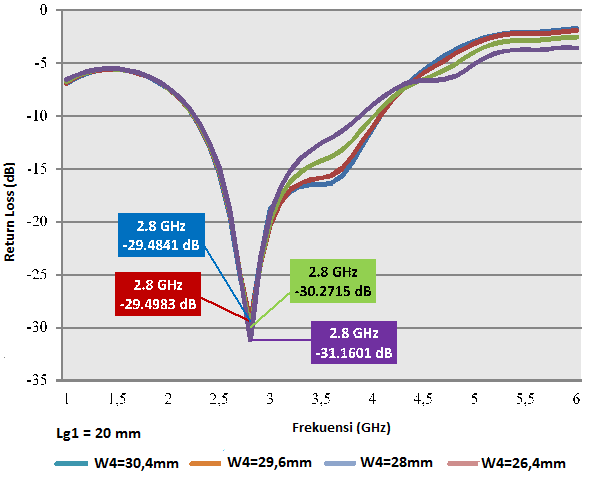 0
-5
-10
-15
-20
-25
-30
-35
Return Loss (dB)
2.8 GHz
-29.4841 dB
2.8 GHz
-29.4983 dB
2.8 GHz
-30.2715 dB
2.8 GHz
-31.1601 dB
1 1,5 2 2,5 3 3,5 4 4,5 5 5,5 6
Frekuensi (GHz)
Lg1 = 20 mm
W4=30,4mm W4=29,6mm W4=28mm W4=26,4mm